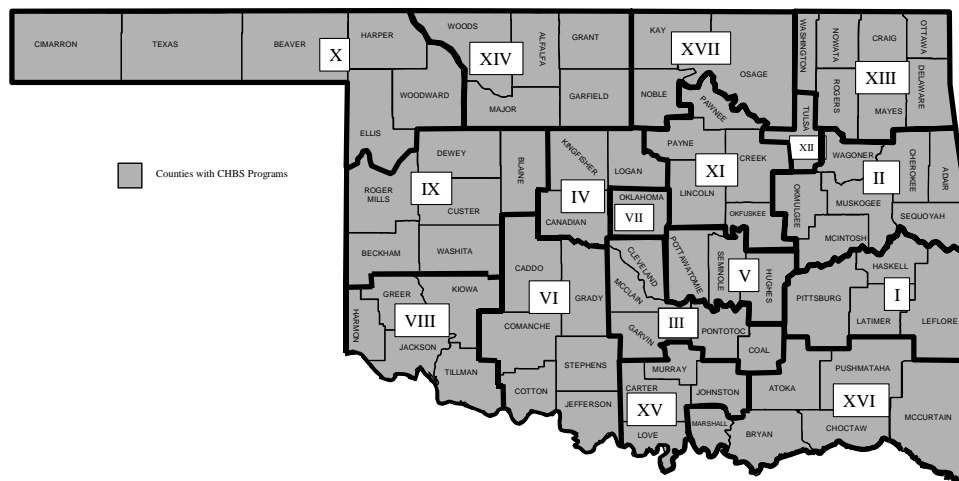 CIMARRON
TEXAS
BEAVER
HARPER
X
WOODS
XIV
ALFALFA
GRANT
KAY
XVII
OSAGE
WASHINGTON
NOWATA
CRAIG
OTTAWA
XIII
WOODWARD
MAJOR
GARFIELD
NOBLE
PAWNEE
ROGERS
MAYES
DELAWARE
TULSA
ELLIS
DEWEY
BLAINE
KINGFISHER
LOGAN
PAYNE
CREEK
XII
WAGONER
CHEROKEE
ADAIR
Counties with CHBS Programs
ROGER
MILLS
IX
CUSTER
IV
CANADIAN
OKLAHOMA
VII
XI
LINCOLN
OKFUSKEE
OKMULGEE
II
MUSKOGEE
SEQUOYAH
MCINTOSH
BECKHAM
WASHITA
CADDO
CLEVELAND
MCCLAIN
POTTAWATOMIE
SEMINOLE
V
HUGHES
HASKELL
PITTSBURG
I
GREER
KIOWA
VI
GRADY
LATIMER
LEFLORE
HARMON
VIII
JACKSON
COMANCHE
GARVIN
III
PONTOTOC
COAL
TILLMAN
STEPHENS
MURRAY
PUSHMATAHA
COTTON
JEFFERSON
CARTER
XV
JOHNSTON
ATOKA
XVI
MCCURTAIN
LOVE
MARSHALL
BRYAN
CHOCTAW